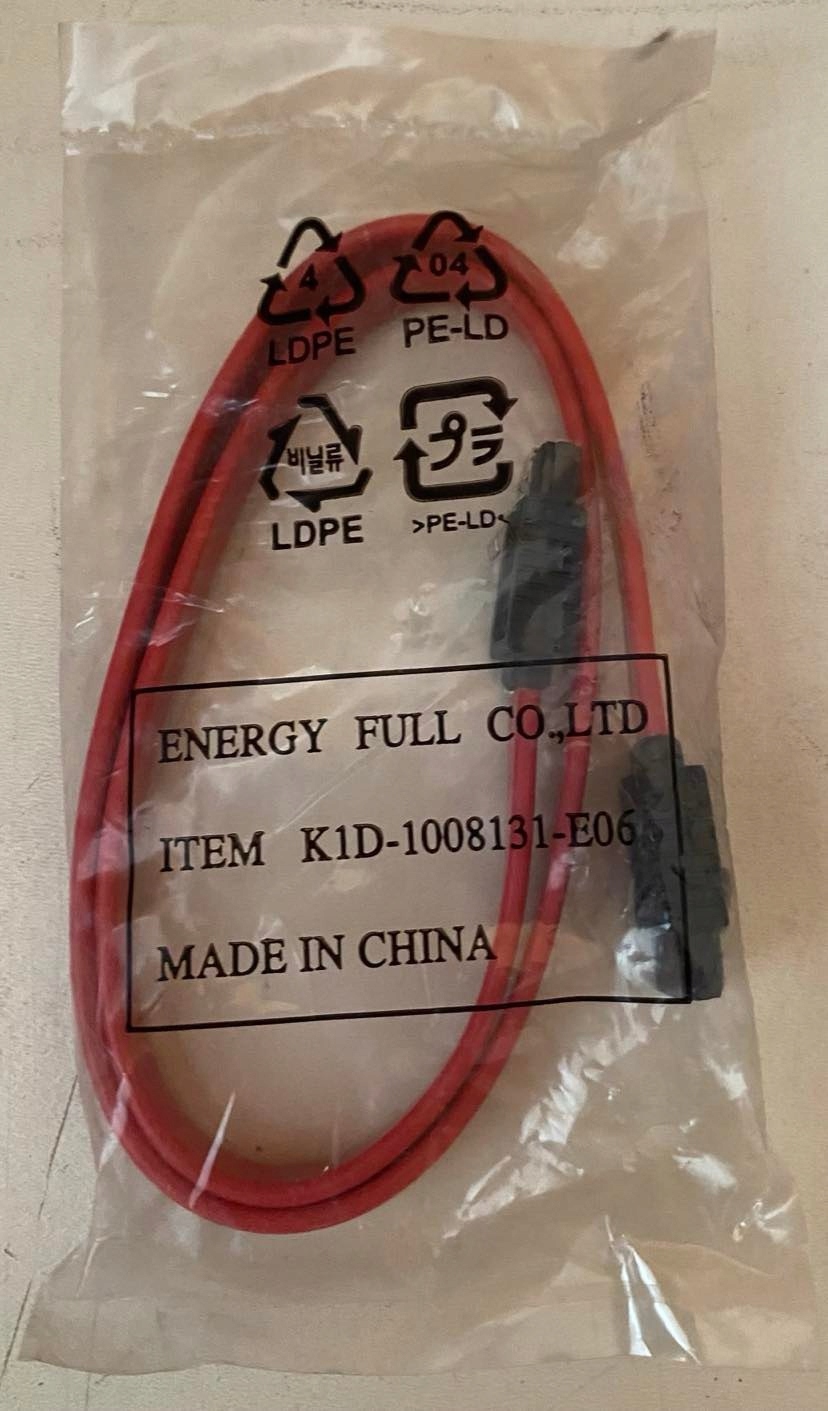 4 04
LDPE PE-LD
비닐류 プラ
LDPE >PE-LD<
ENERGY FULL CO.,LTD
ITEM K1D-1008131-E06
MADE IN CHINA